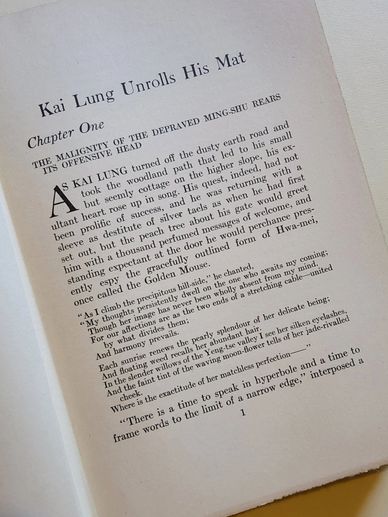 Kai Lung Unrolls His Mat
Chapter One
THE MALIGNITY OF THE DEPRAVED MING-SHU REARS
ITS OFFENSIVE HEAD
AS KAI LUNG turned off the dusty earth road and
took the woodland path that led to his small
but seemly cottage on the higher slope, his ex-
ultant heart rose up in song. His quest, indeed, had not
been prolific of success, and he was returning with a
sleeve as destitute of silver taels as when he had first
set out, but the peach tree about his gate would greet
him with a thousand perfumed messages of welcome, and
standing expectant at the door he would perchance pres-
ently espy the gracefully outlined form of Hwa-mei,
once called the Golden Mouse.
"As I climb the precipitous hill-side," he chanted,
"My thoughts persistently dwell on the one who awaits my coming;
Though her image has never been wholly absent from my mind,
For our affections are as the two ends of a stretching cable—united
by what divides them;
And harmony prevails.
Each sunrise renews the pearly splendour of her delicate being;
And floating weed recalls her abundant hair.
In the slender willows of the Yeng-tse valley I see her silken eyelashes,
And the faint tint of the waving moon-flower tells of her jade-rivalled
cheek.
Where is the exactitude of her matchless perfection——"
"There is a time to speak in hyperbole and a time to
frame words to the limit of a narrow edge," interposed a
1